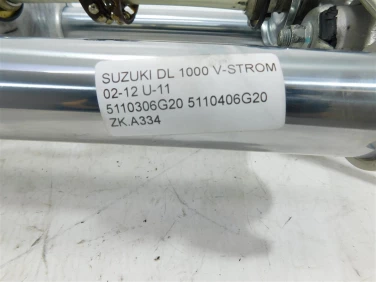 SUZUKI DL 1000 V-STROM
02-12 U-11
5110306G20 5110406G20
ZK.A334